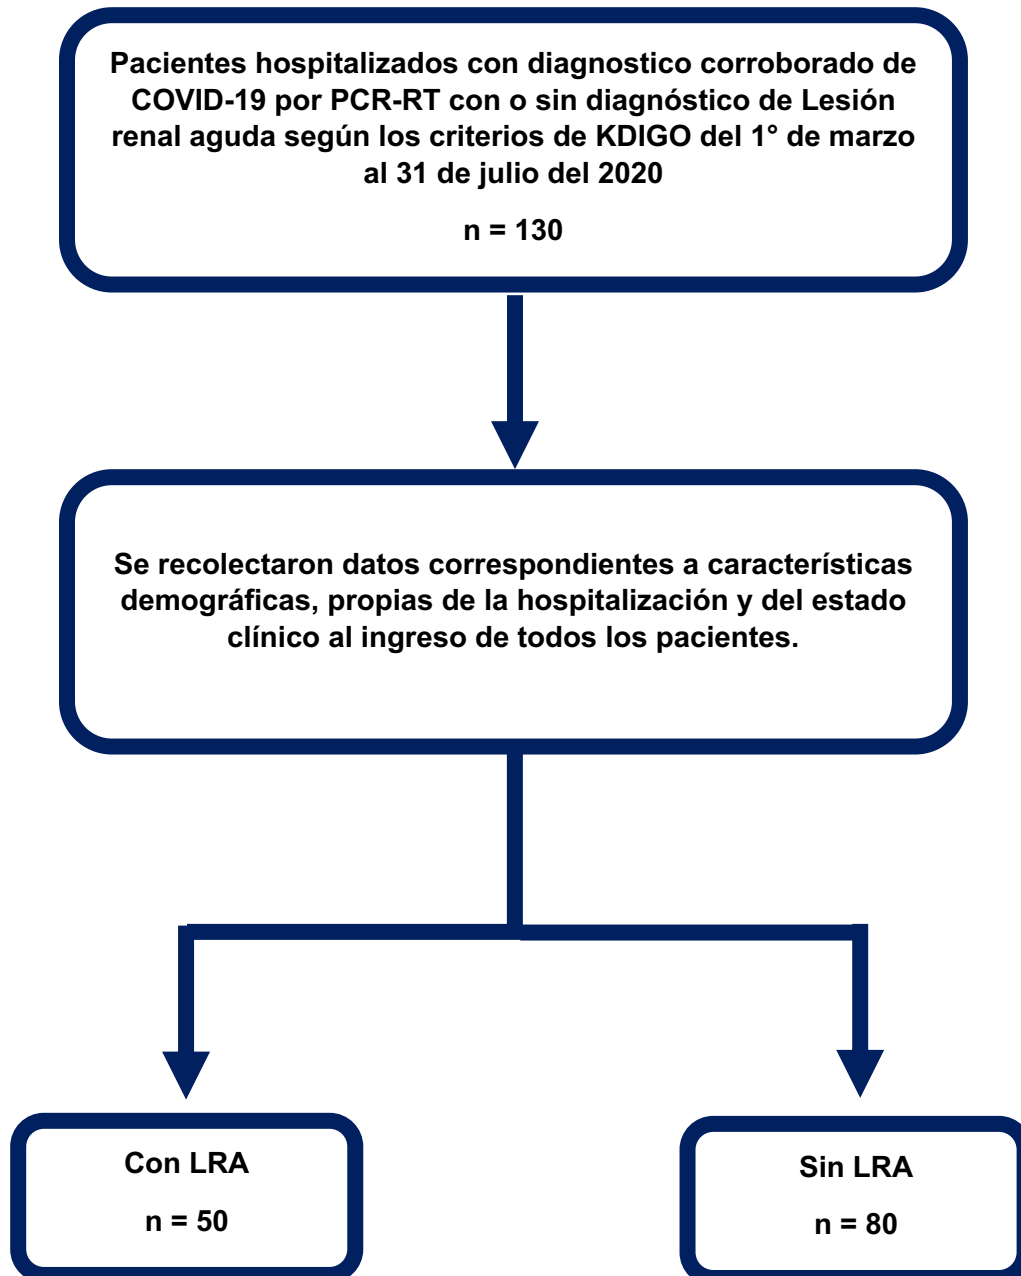 Pacientes hospitalizados con diagnostico corroborado de
COVID-19 por PCR-RT con o sin diagnóstico de Lesión
renal aguda según los criterios de KDIGO del 1° de marzo
al 31 de julio del 2020
n = 130
Se recolectaron datos correspondientes a características
demográficas, propias de la hospitalización y del estado
clínico al ingreso de todos los pacientes.
Con LRA
n = 50
Sin LRA
n = 80